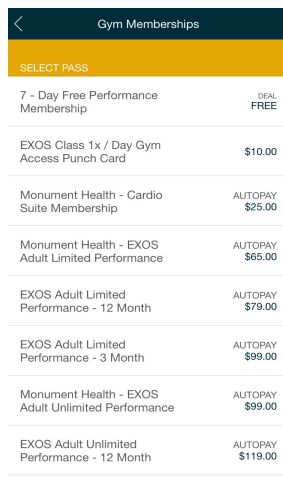 Gym Memberships
SELECT PASS
7 - Day Free Performance
Membership
DEAL
FREE
EXOS Class 1x / Day Gym
Access Punch Card
$10.00
Monument Health - Cardio
Suite Membership
AUTOPAY
$25.00
Monument Health - EXOS
Adult Limited Performance
AUTOPAY
$65.00
EXOS Adult Limited
Performance - 12 Month
AUTOPAY
$79.00
EXOS Adult Limited
Performance - 3 Month
AUTOPAY
$99.00
Monument Health - EXOS
Adult Unlimited Performance
AUTOPAY
$99.00
EXOS Adult Unlimited
Performance - 12 Month
AUTOPAY
$119.00